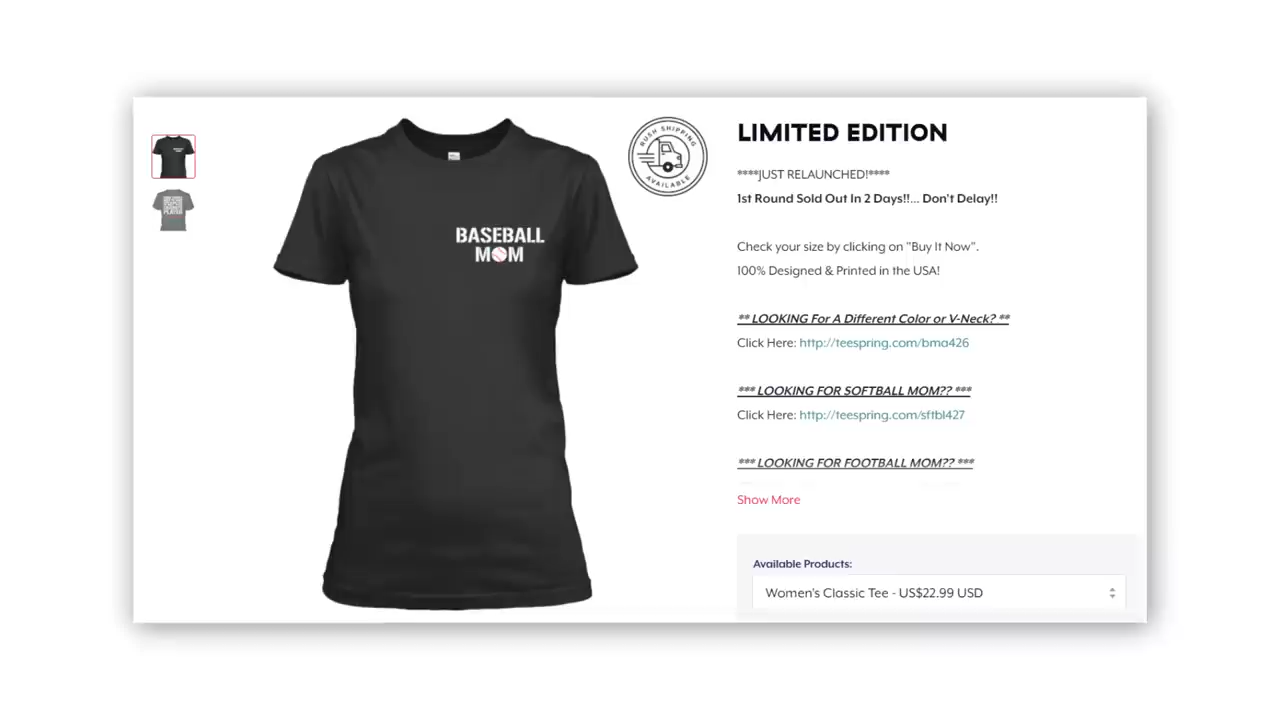 BASEBALL
MOM
RUSH SHIPPING
AVAILABLE
LIMITED EDITION
****JUST RELAUNCHED!****
1st Round Sold Out In 2 Days!!... Don't Delay!!
Check your size by clicking on "Buy It Now".
100% Designed & Printed in the USA!
** LOOKING For A Different Color or V-Neck? **
Click Here: http://teespring.com/bma426
*** LOOKING FOR SOFTBALL MOM?? ***
Click Here: http://teespring.com/sftbl427
*** LOOKING FOR FOOTBALL MOM?? ***
Show More
Available Products:
Women's Classic Tee - US$22.99 USD